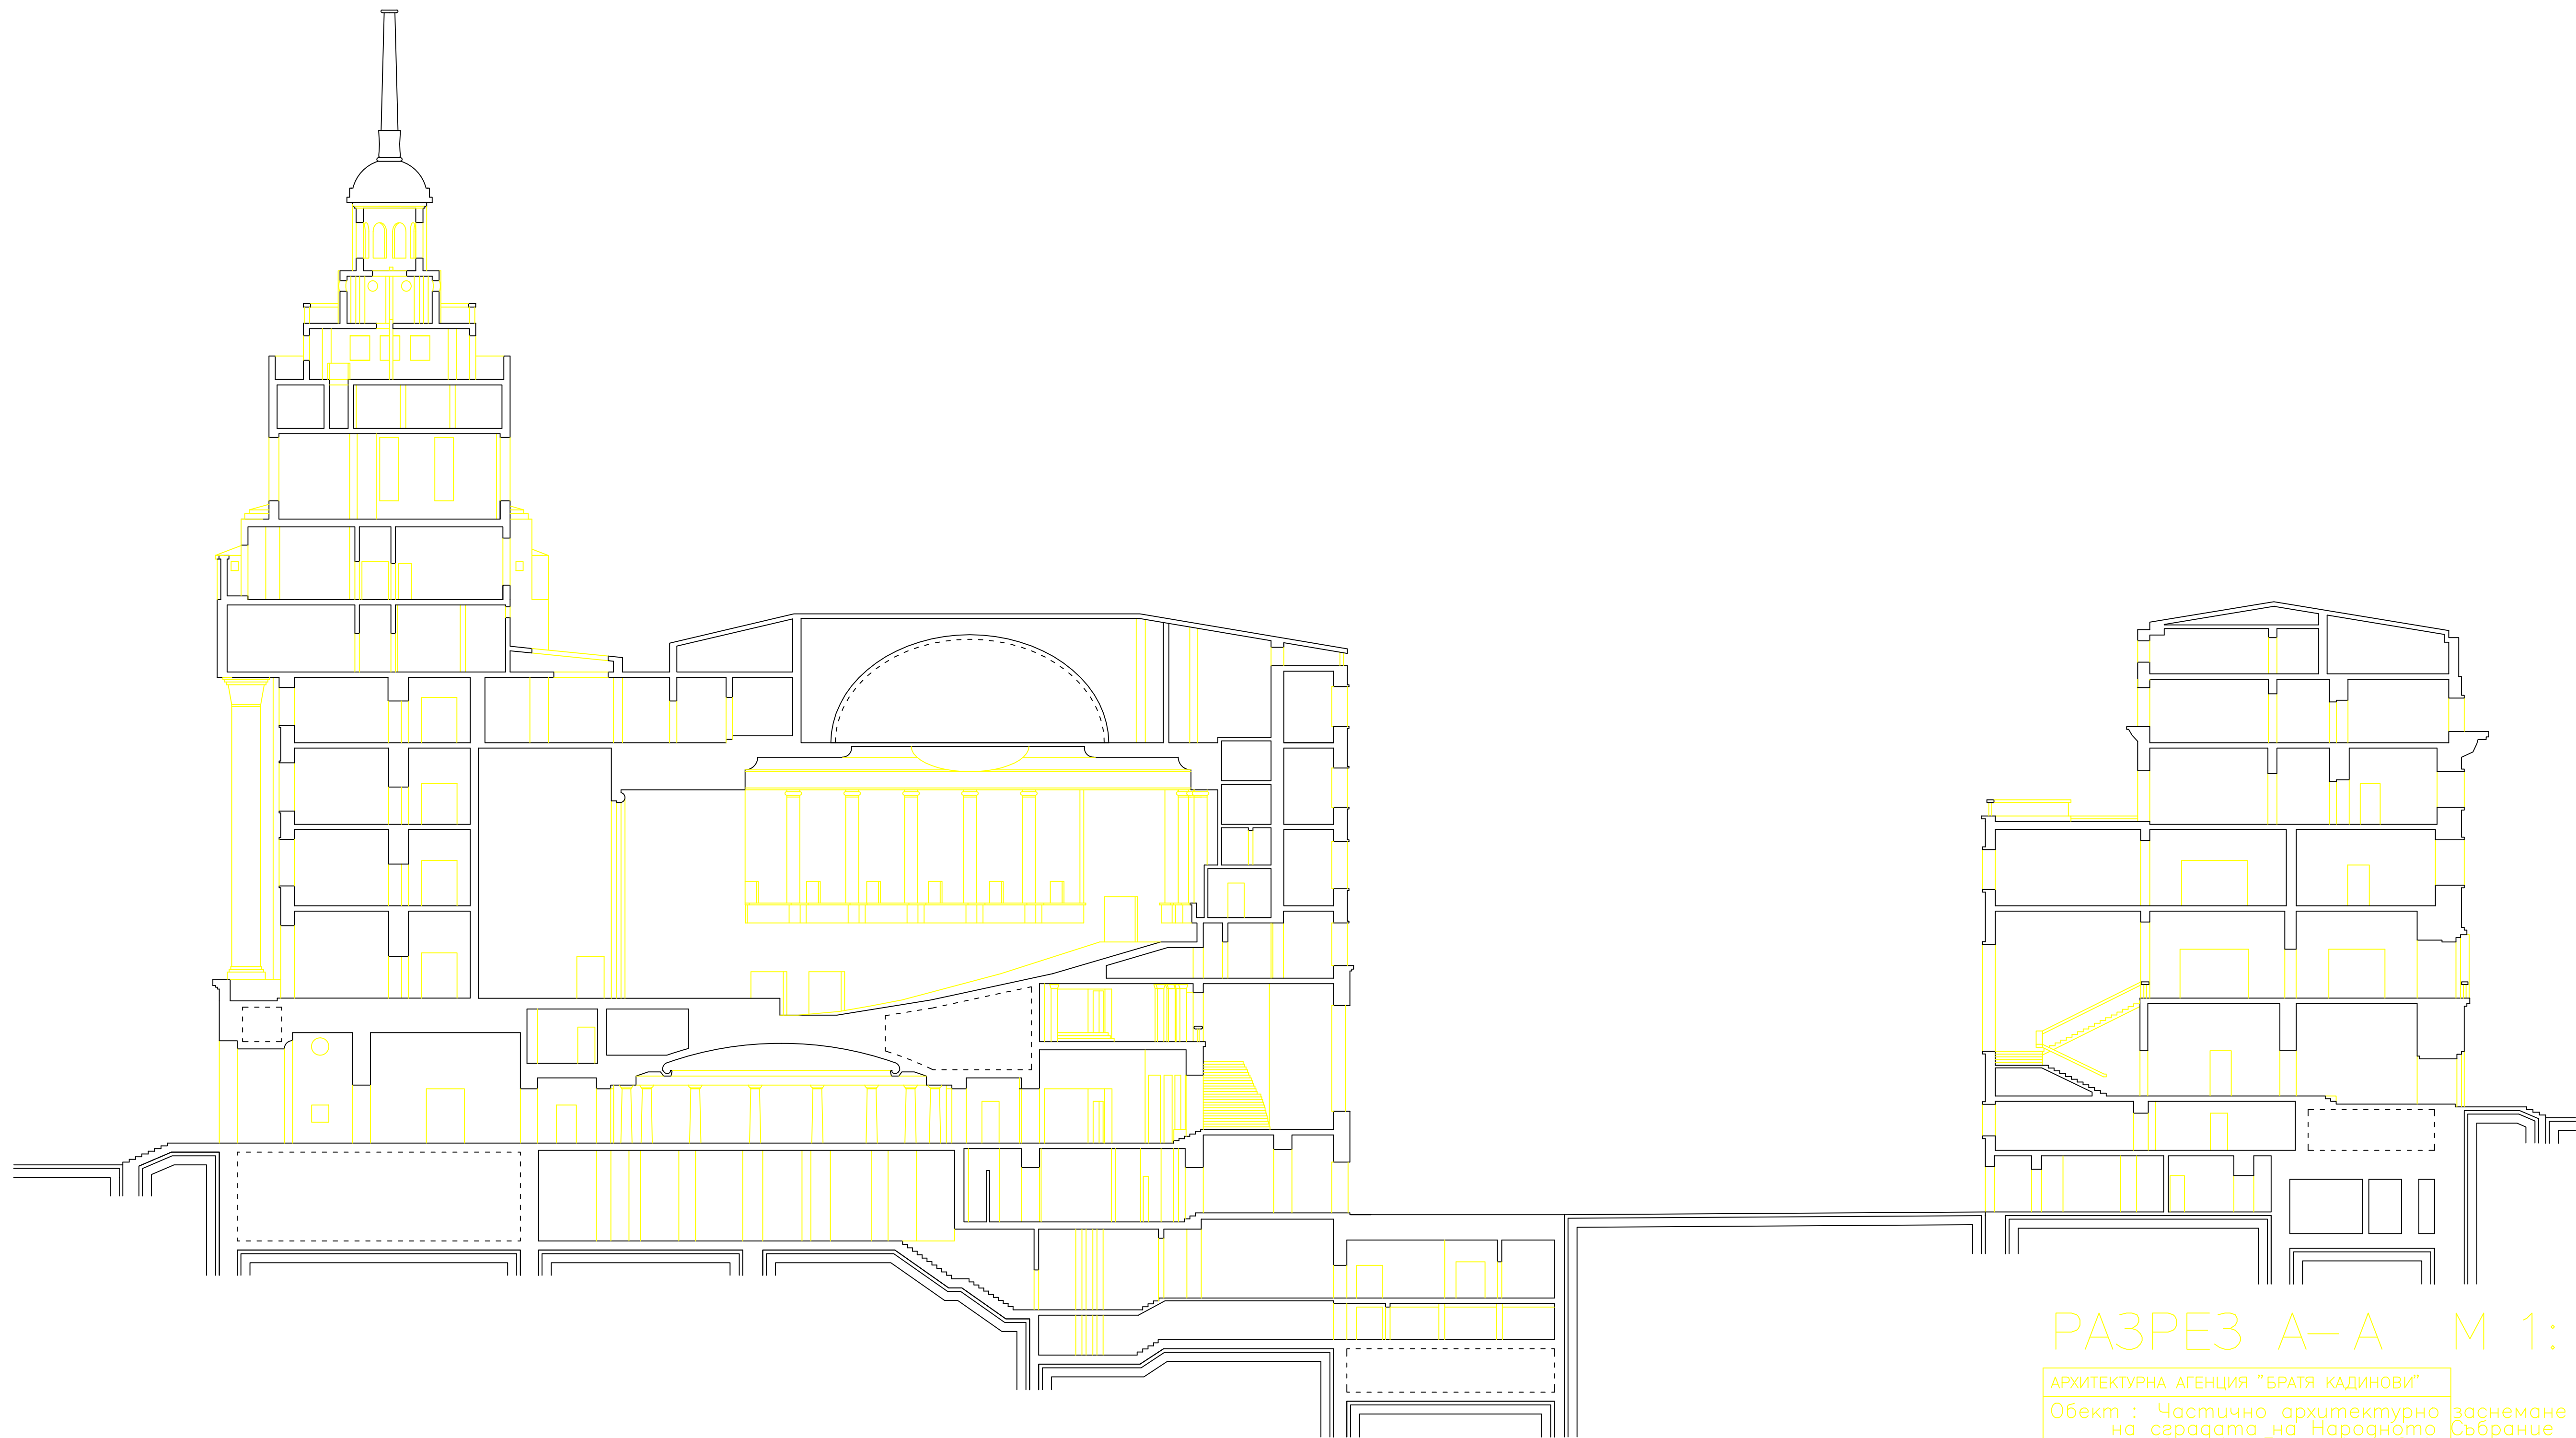 РАЗРЕЗ А—А М 1:
АРХИТЕКТУРНА АГЕНЦИЯ "БРАТЯ КАДИНОВИ"
Обект : Частично архитектурно заснемане
на сградата на Народното Събрание